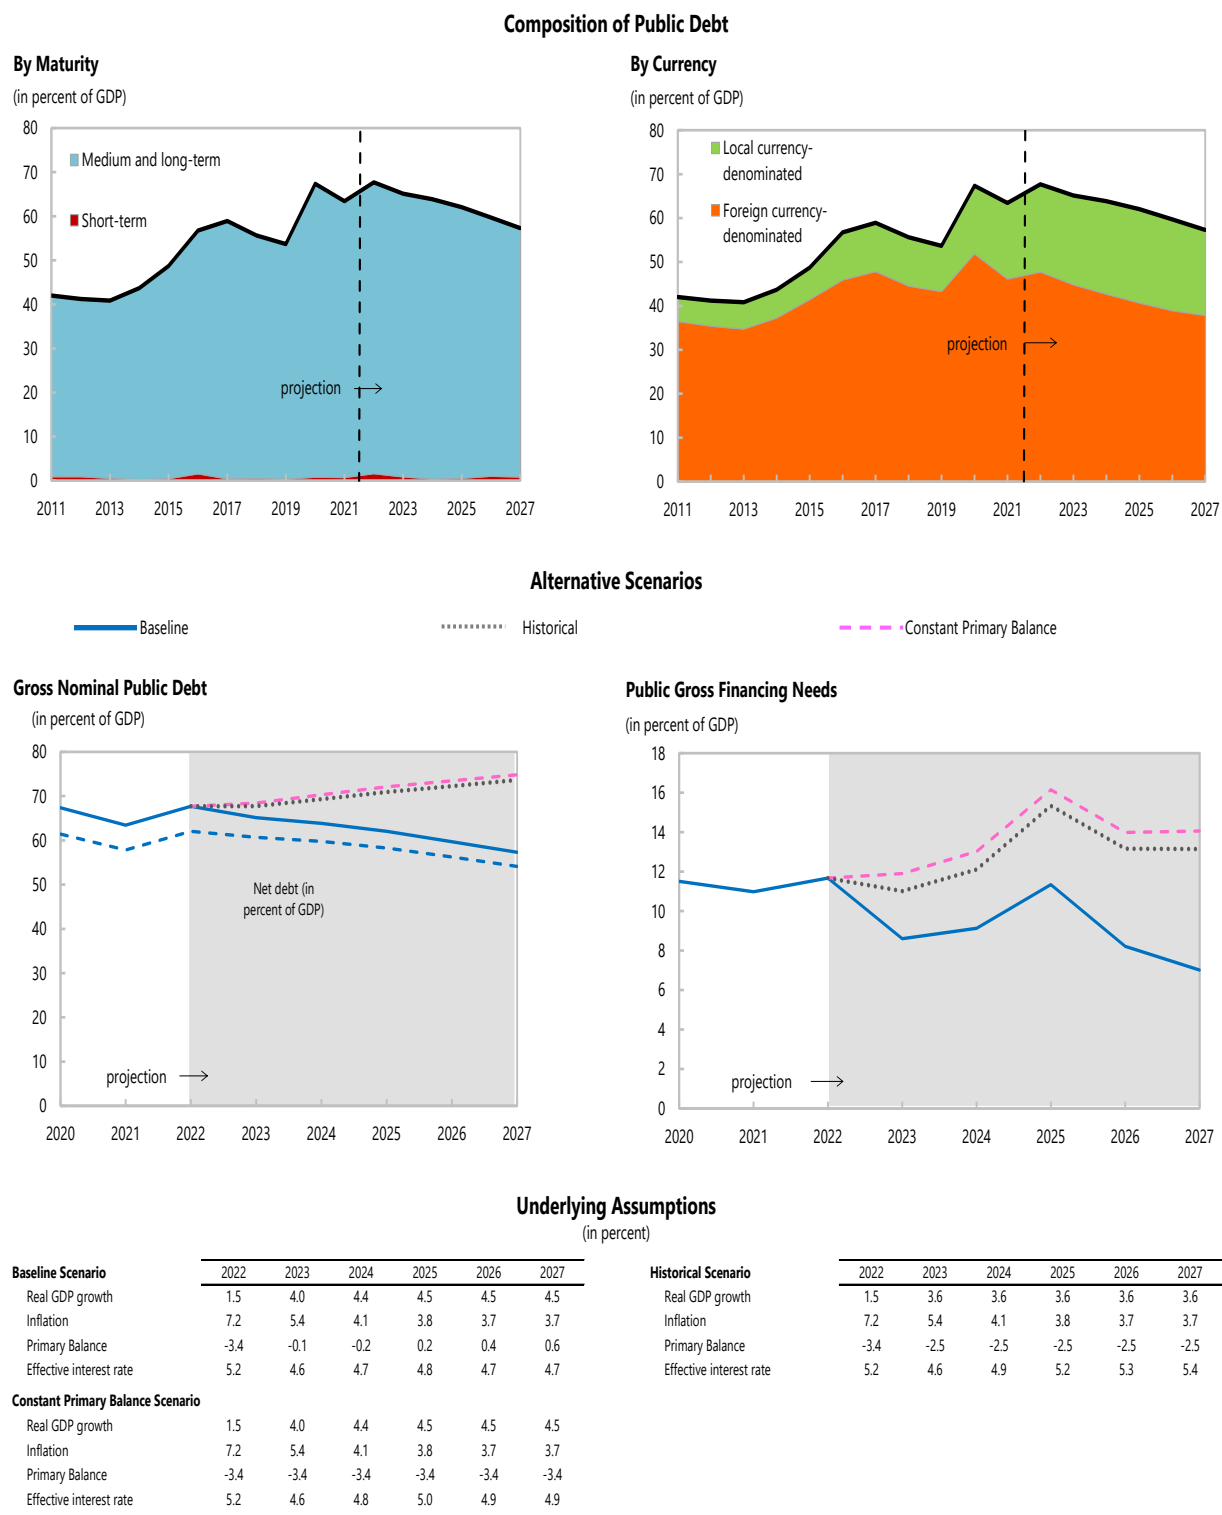 Composition of Public Debt
By Maturity
(in percent of GDP)
80
70
60
50
40
30
20
10
0
Medium and long-term
Short-term
projection
2011 2013 2015 2017 2019 2021 2023 2025 2027
By Currency
(in percent of GDP)
80
70
60
50
40
30
20
10
0
Local currency-
denominated
Foreign currency-
denominated
projection
2011 2013 2015 2017 2019 2021 2023 2025 2027
Alternative Scenarios
Baseline Historical Constant Primary Balance
Gross Nominal Public Debt
(in percent of GDP)
80
70
60
50
40
30
20
10
0
Net debt (in
percent of GDP)
projection
2020 2021 2022 2023 2024 2025 2026 2027
Public Gross Financing Needs
(in percent of GDP)
18
16
14
12
10
8
6
4
2
0
projection
2020 2021 2022 2023 2024 2025 2026 2027
Underlying Assumptions
(in percent)
Baseline Scenario 2022 2023 2024 2025 2026 2027
Real GDP growth 1.5 4.0 4.4 4.5 4.5 4.5
Inflation 7.2 5.4 4.1 3.8 3.7 3.7
Primary Balance -3.4 -0.1 -0.2 0.2 0.4 0.6
Effective interest rate 5.2 4.6 4.7 4.8 4.7 4.7
Constant Primary Balance Scenario
Real GDP growth 1.5 4.0 4.4 4.5 4.5 4.5
Inflation 7.2 5.4 4.1 3.8 3.7 3.7
Primary Balance -3.4 -3.4 -3.4 -3.4 -3.4 -3.4
Effective interest rate 5.2 4.6 4.8 5.0 4.9 4.9
Historical Scenario 2022 2023 2024 2025 2026 2027
Real GDP growth 1.5 3.6 3.6 3.6 3.6 3.6
Inflation 7.2 5.4 4.1 3.8 3.7 3.7
Primary Balance -3.4 -2.5 -2.5 -2.5 -2.5 -2.5
Effective interest rate 5.2 4.6 4.9 5.2 5.3 5.4